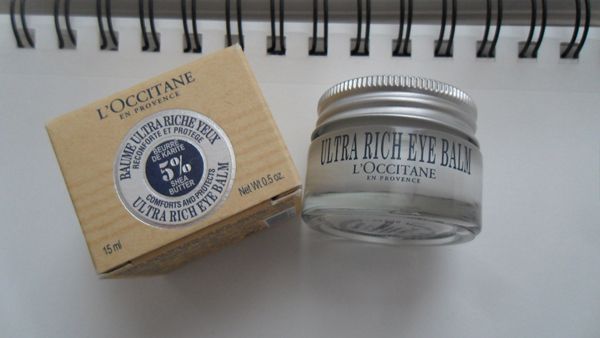 L'OCCITANE
EN PROVENCE
BAUME ULTRA RICHE YEUX
RÉCONFORTE ET PROTÈGE
BEURRE
DE KARITÉ
5%
SHEA
BUTTER
COMFORTS AND PROTECTS
ULTRA RICH EYE BALM
15 ml
Net Wt 0.5 oz.
ULTRA RICH EYE BALM
L'OCCITANE
EN PROVENCE